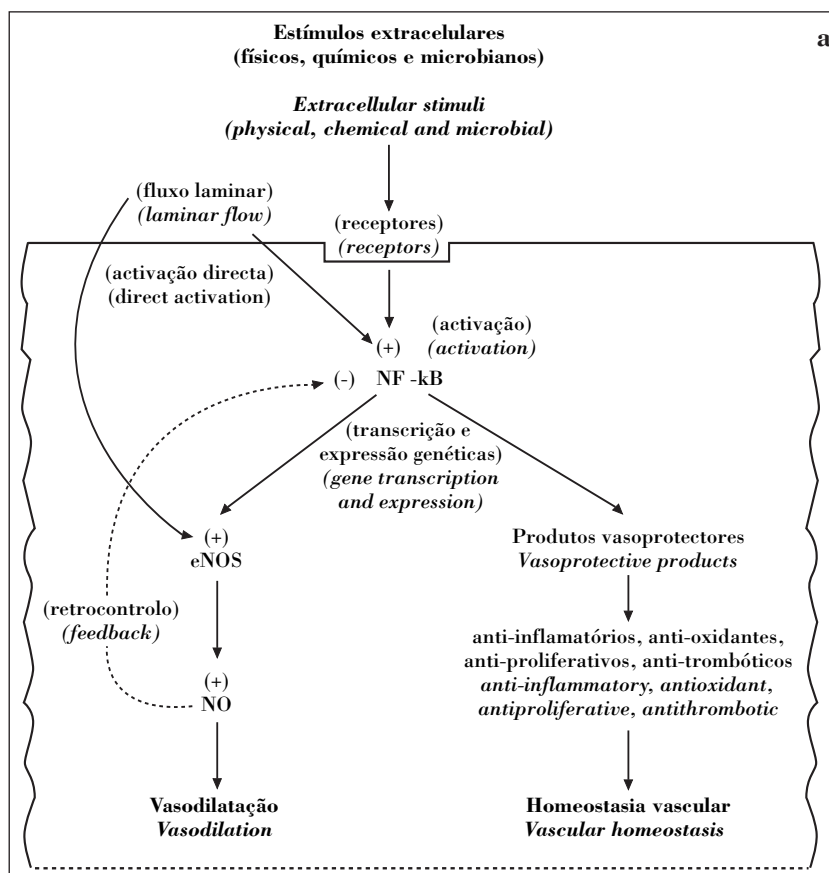 a
Estímulos extracelulares
(físicos, químicos e microbianos)
Extracellular stimuli
(physical, chemical and microbial)
(fluxo laminar)
(laminar flow)
(receptores)
(receptors)
(activação directa)
(direct activation)
(activação)
(activation)
(+)
(-) NF -kB
(transcrição e
expressão genéticas)
(gene transcription
and expression)
(+)
eNOS
Produtos vasoprotectores
Vasoprotective products
(retrocontrolo)
(feedback)
anti-inflamatórios, anti-oxidantes,
anti-proliferativos, anti-trombóticos
anti-inflammatory, antioxidant,
antiproliferative, antithrombotic
(+)
NO
Vasodilatação
Vasodilation
Homeostasia vascular
Vascular homeostasis